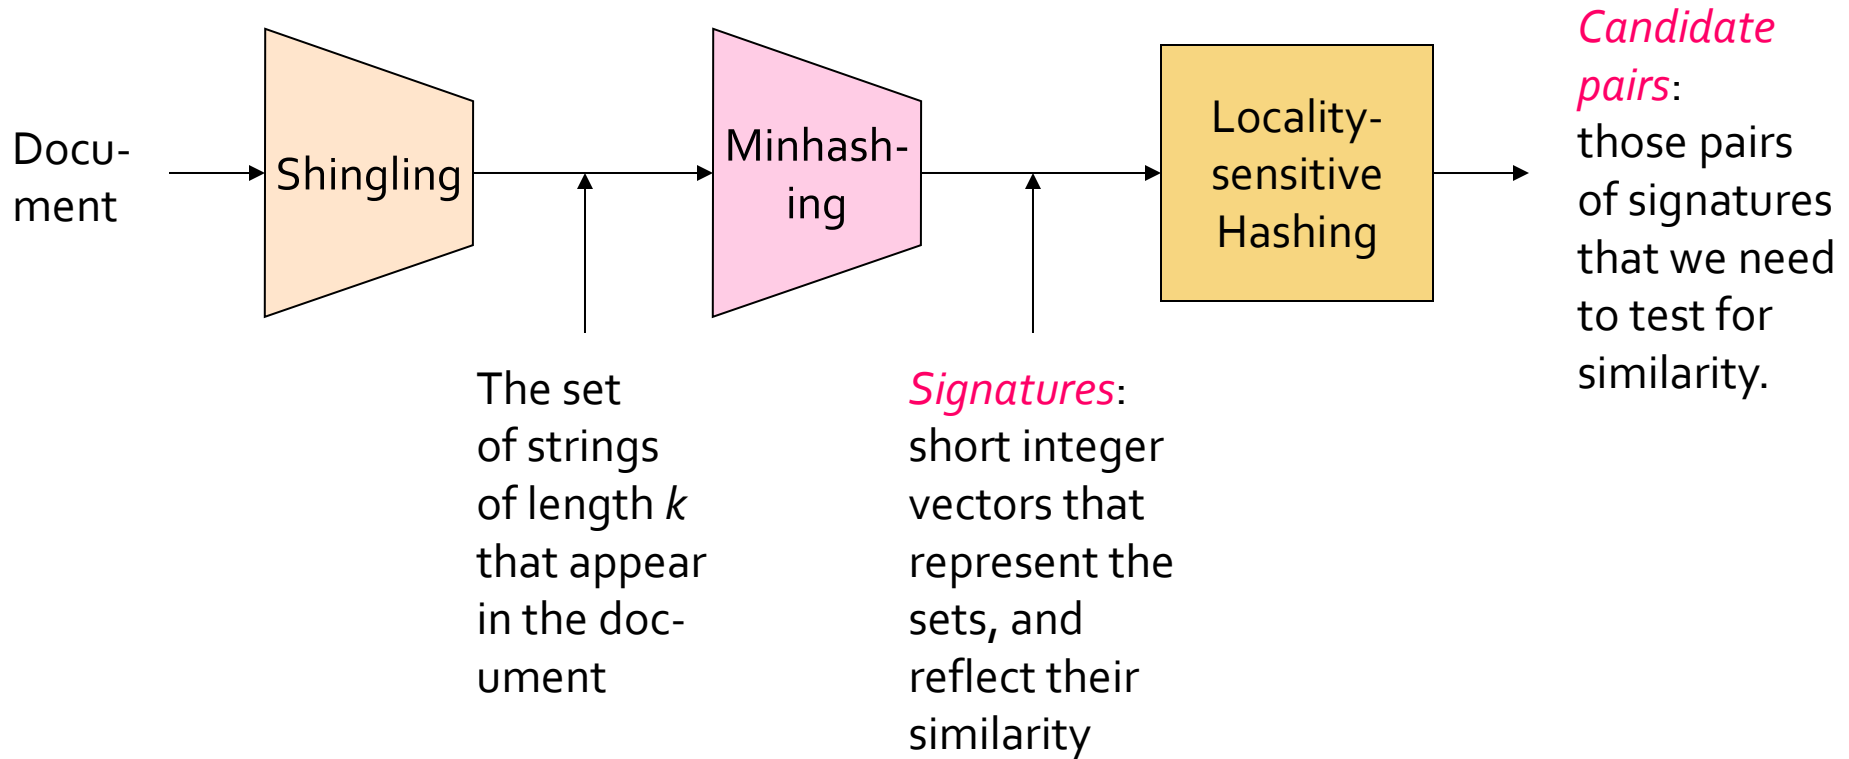 Docu-
ment
Shingling
Minhash-
ing
Locality-
sensitive
Hashing
Candidate
pairs:
those pairs
of signatures
that we need
to test for
similarity.
The set
of strings
of length k
that appear
in the doc-
ument
Signatures:
short integer
vectors that
represent the
sets, and
reflect their
similarity